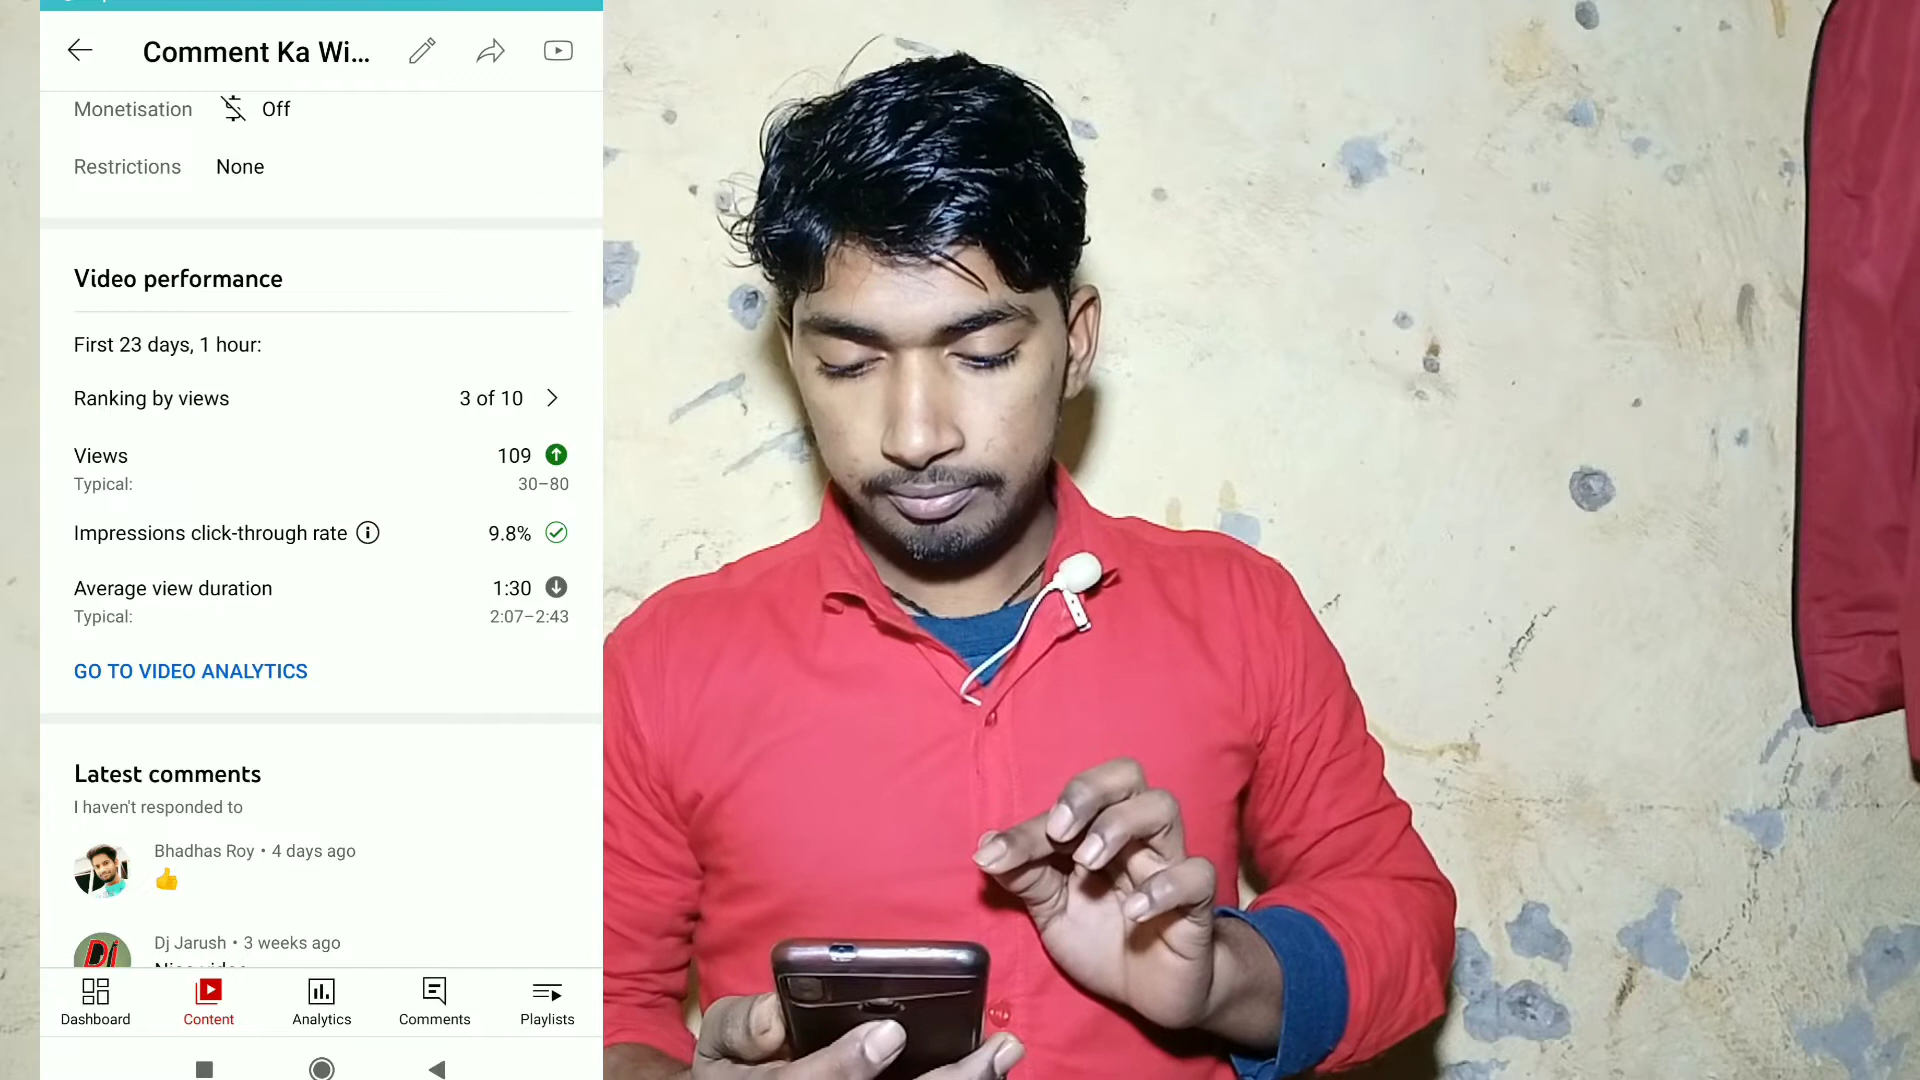 Comment Ka Wi...
Monetisation Off
Restrictions None
Video performance
First 23 days, 1 hour:
Ranking by views 3 of 10
Views 109
Typical: 30–80
Impressions click-through rate 9.8%
Average view duration 1:30
Typical: 2:07–2:43
GO TO VIDEO ANALYTICS
Latest comments
I haven't responded to
Bhadhas Roy • 4 days ago
Dj
Dj Jarush • 3 weeks ago
Dashboard Content Analytics Comments Playlists